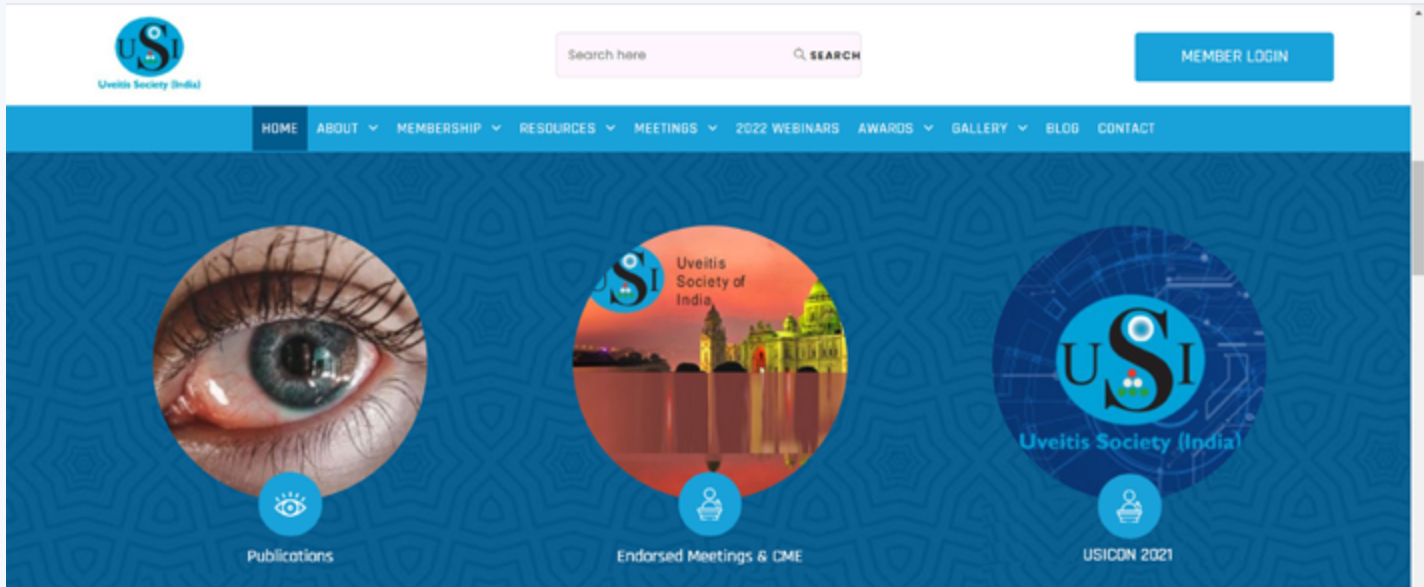 USI
Uveitis Society (India)
Search here
SEARCH
MEMBER LOGIN
HOME ABOUT MEMBERSHIP RESOURCES MEETINGS 2022 WEBINARS AWARDS GALLERY BLOG CONTACT
USI
Uveitis
Society of
India
USI
Uveitis Society (India)
Publications
Endorsed Meetings & CME
USICON 2021